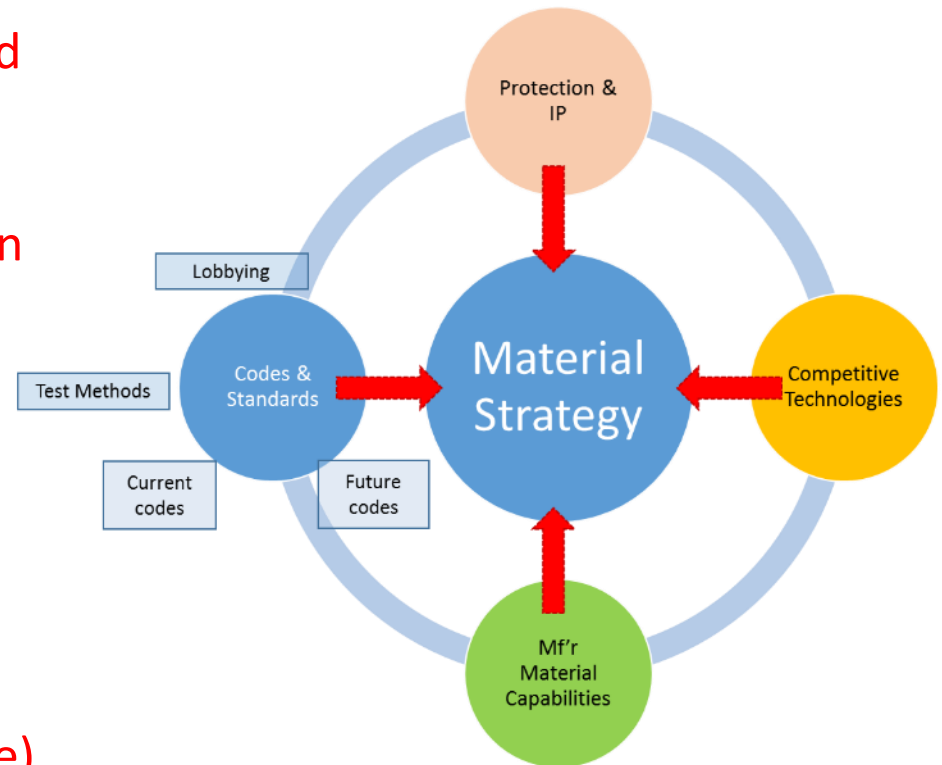 d
Protection &
IP
n
Lobbying
Material
Strategy
Codes &
Standards
Competitive
Technologies
Test Methods
Current
codes
Future
codes
Mf'r
Material
Capabilities
e)